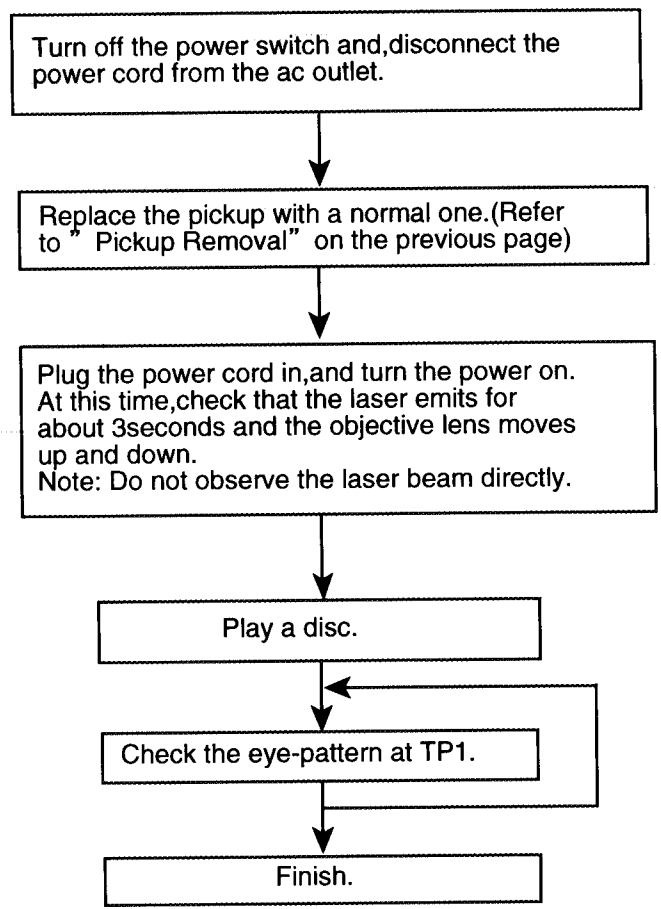 Turn off the power switch and,disconnect the
power cord from the ac outlet.
Replace the pickup with a normal one.(Refer
to ” Pickup Removal” on the previous page)
Plug the power cord in,and turn the power on.
At this time,check that the laser emits for
about 3seconds and the objective lens moves
up and down.
Note: Do not observe the laser beam directly.
Play a disc.
Check the eye-pattern at TP1.
Finish.